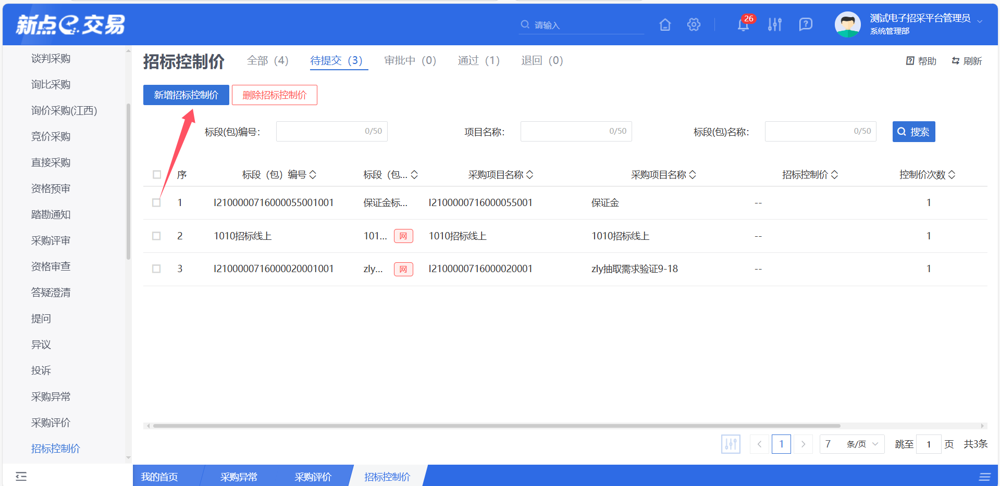 新点e交易
请输入
26
测试电子招采平台管理员
系统管理部
谈判采购
询比采购
询价采购(江西)
竞价采购
直接采购
资格预审
踏勘通知
采购评审
资格审查
答疑澄清
提问
异议
投诉
采购异常
采购评价
招标控制价
招标控制价 全部（4） 待提交（3） 审批中（0） 通过（1） 退回（0） 帮助 刷新
新增招标控制价 删除招标控制价
标段(包)编号： 0/50 项目名称： 0/50 标段(包)名称： 0/50 搜索
序 标段（包）编号 标段（包... 采购项目名称 采购项目名称 招标控制价 控制价次数
1 I2100000716000055001001 保证金标... I2100000716000055001 保证金 -- 1
2 1010招标线上 101... 网 1010招标线上 1010招标线上 -- 1
3 I2100000716000020001001 zly... 网 I2100000716000020001 zly抽取需求验证9-18 -- 1
1 7 条/页 跳至 1 页 共3条
我的首页 采购异常 采购评价 招标控制价